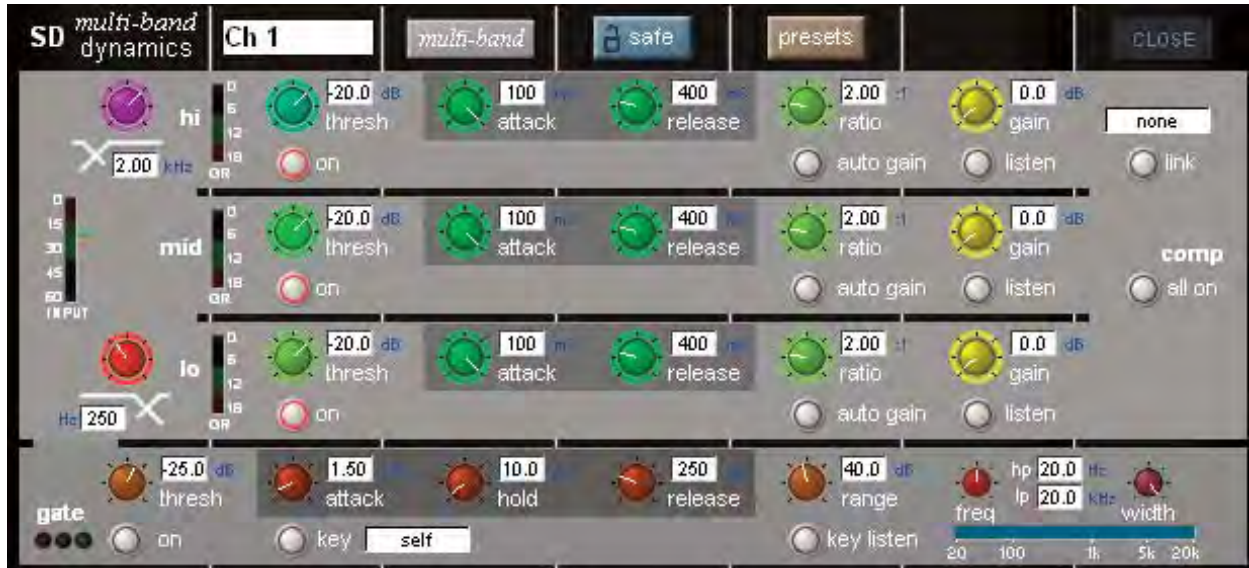 SD multi-band dynamics
Ch 1
multi-band
safe
presets
CLOSE
hi
2.00 kHz
0
6
12
18
GR
-20.0 dB
thresh
on
100
attack
400
release
2.00 :1
ratio
auto gain
0.0 dB
gain
listen
none
link
0
15
30
45
60
INPUT
mid
0
6
12
18
GR
-20.0 dB
thresh
on
100
attack
400
release
2.00 :1
ratio
auto gain
0.0 dB
gain
listen
comp
all on
lo
Hz 250
0
6
12
18
GR
-20.0 dB
thresh
on
100
attack
400
release
2.00 :1
ratio
auto gain
0.0 dB
gain
listen
gate
-25.0 dB
thresh
on
1.50
attack
key self
10.0
hold
250
release
40.0 dB
range
key listen
freq
hp 20.0 Hz
lp 20.0 kHz
width
20 100 1k 5k 20k